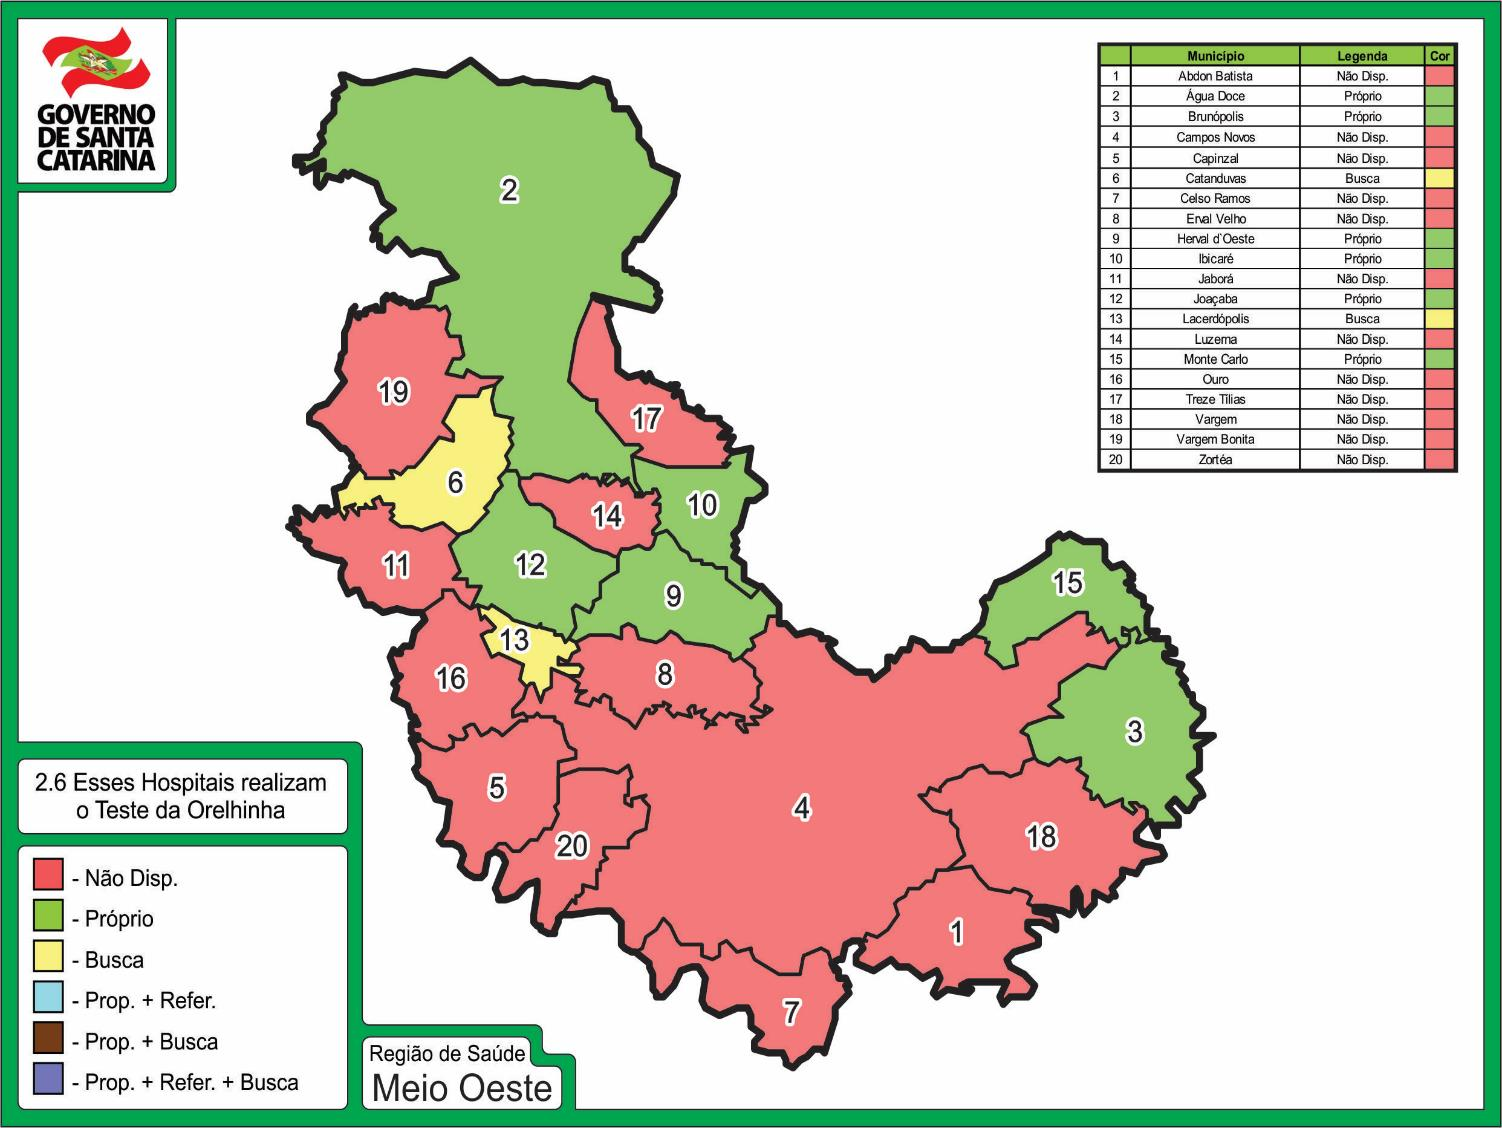 GOVERNO
DE SANTA
CATARINA
Município Legenda Cor
1 Abdon Batista Não Disp.
2 Água Doce Próprio
3 Brunópolis Próprio
4 Campos Novos Não Disp.
5 Capinzal Não Disp.
6 Catanduvas Busca
7 Celso Ramos Não Disp.
8 Erval Velho Não Disp.
9 Herval d`Oeste Próprio
10 Ibicaré Próprio
11 Jaborá Não Disp.
12 Joaçaba Próprio
13 Lacerdópolis Busca
14 Luzerna Não Disp.
15 Monte Carlo Próprio
16 Ouro Não Disp.
17 Treze Tílias Não Disp.
18 Vargem Não Disp.
19 Vargem Bonita Não Disp.
20 Zortéa Não Disp.
2
19
17
6
10
14
11
12
15
9
13
8
16
3
5
4
18
20
1
7
2.6 Esses Hospitais realizam
o Teste da Orelhinha
- Não Disp.
- Próprio
- Busca
- Prop. + Refer.
- Prop. + Busca
- Prop. + Refer. + Busca
Região de Saúde
Meio Oeste